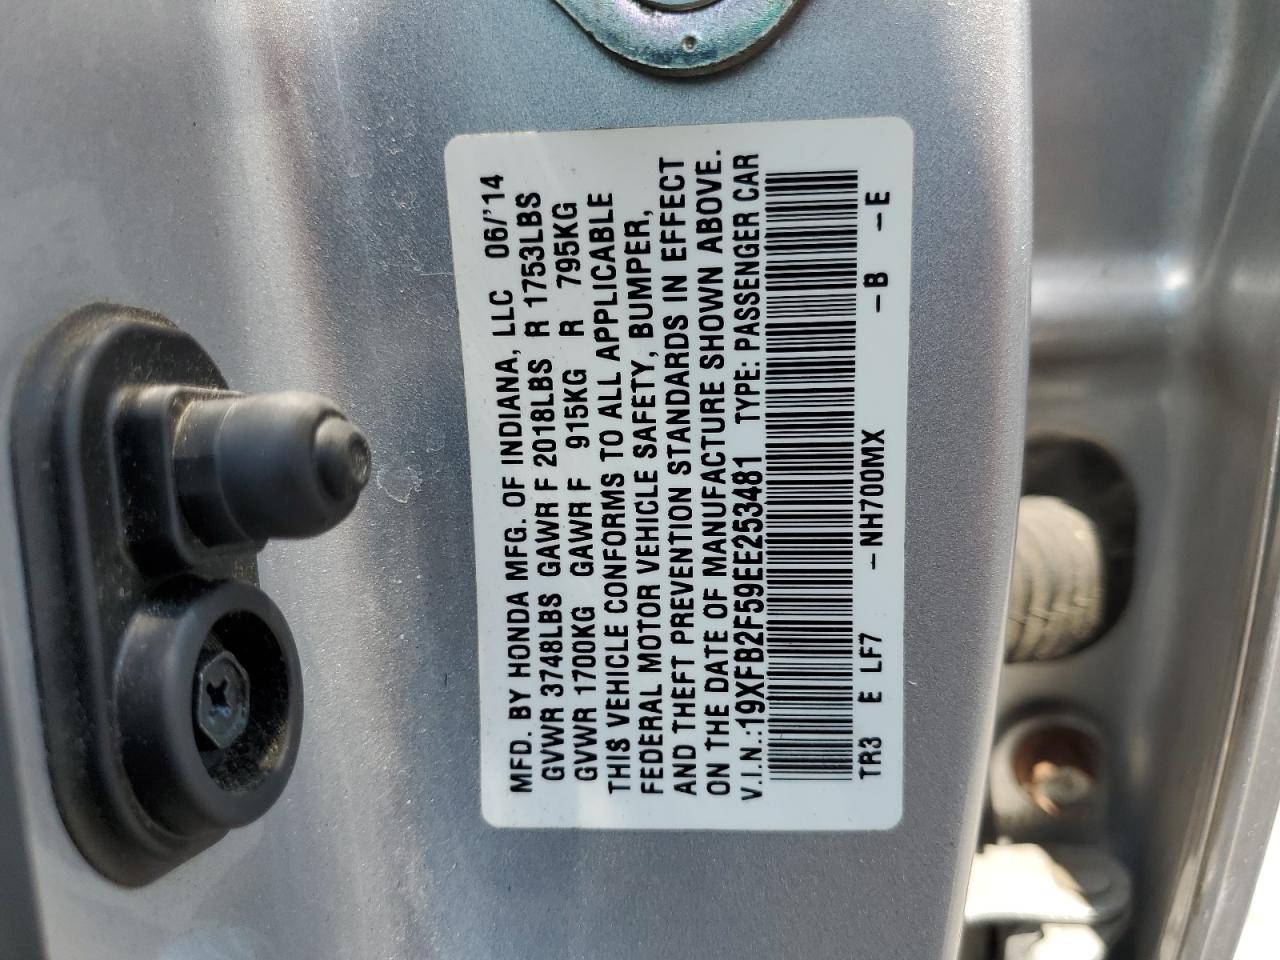 MFD. BY HONDA MFG. OF INDIANA, LLC 06/'14
GVWR 3748LBS GAWR F 2018LBS R 1753LBS
GVWR 1700KG GAWR F 915KG R 795KG
THIS VEHICLE CONFORMS TO ALL APPLICABLE
FEDERAL MOTOR VEHICLE SAFETY, BUMPER,
AND THEFT PREVENTION STANDARDS IN EFFECT
ON THE DATE OF MANUFACTURE SHOWN ABOVE.
V.I.N.:19XFB2F59EE253481 TYPE: PASSENGER CAR
TR3 E LF7 -NH700MX -B -E